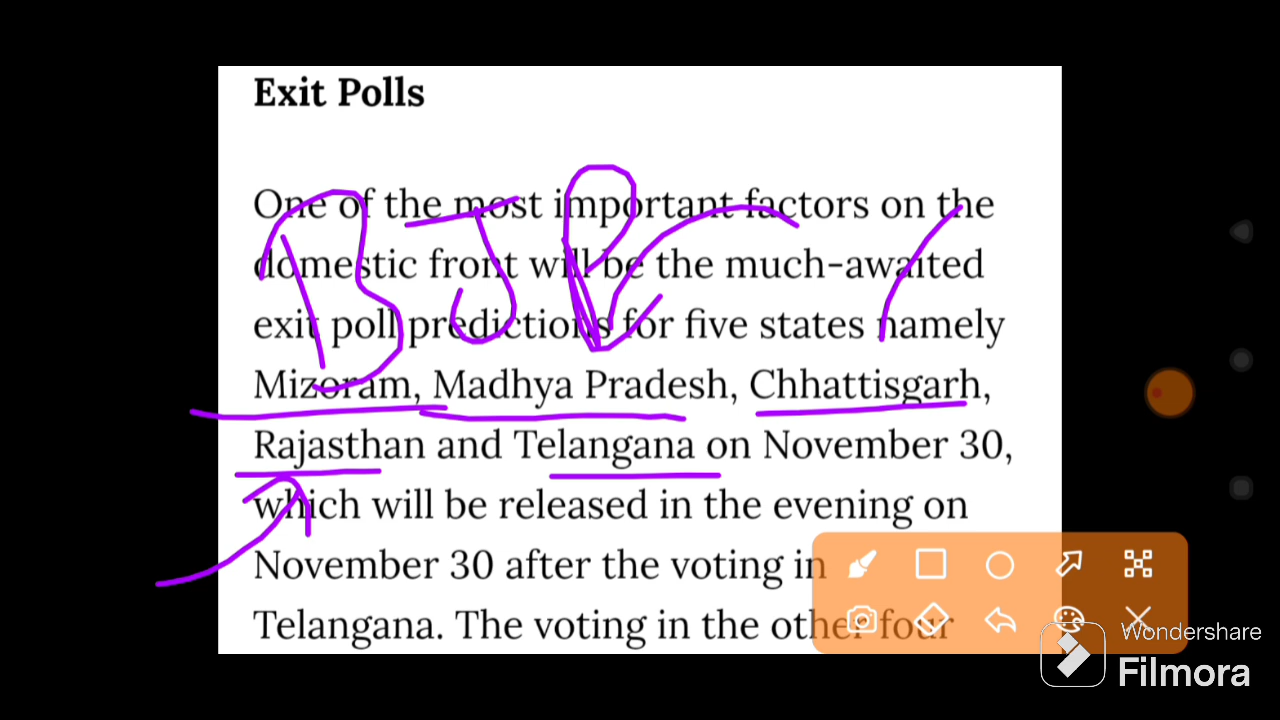 Exit Polls
One of the most important factors on the
domestic front will be the much-awaited
exit poll predictions for five states namely
Mizoram, Madhya Pradesh, Chhattisgarh,
Rajasthan and Telangana on November 30,
which will be released in the evening on
November 30 after the voting in
Telangana. The voting in the other four
BJP
Wondershare
Filmora